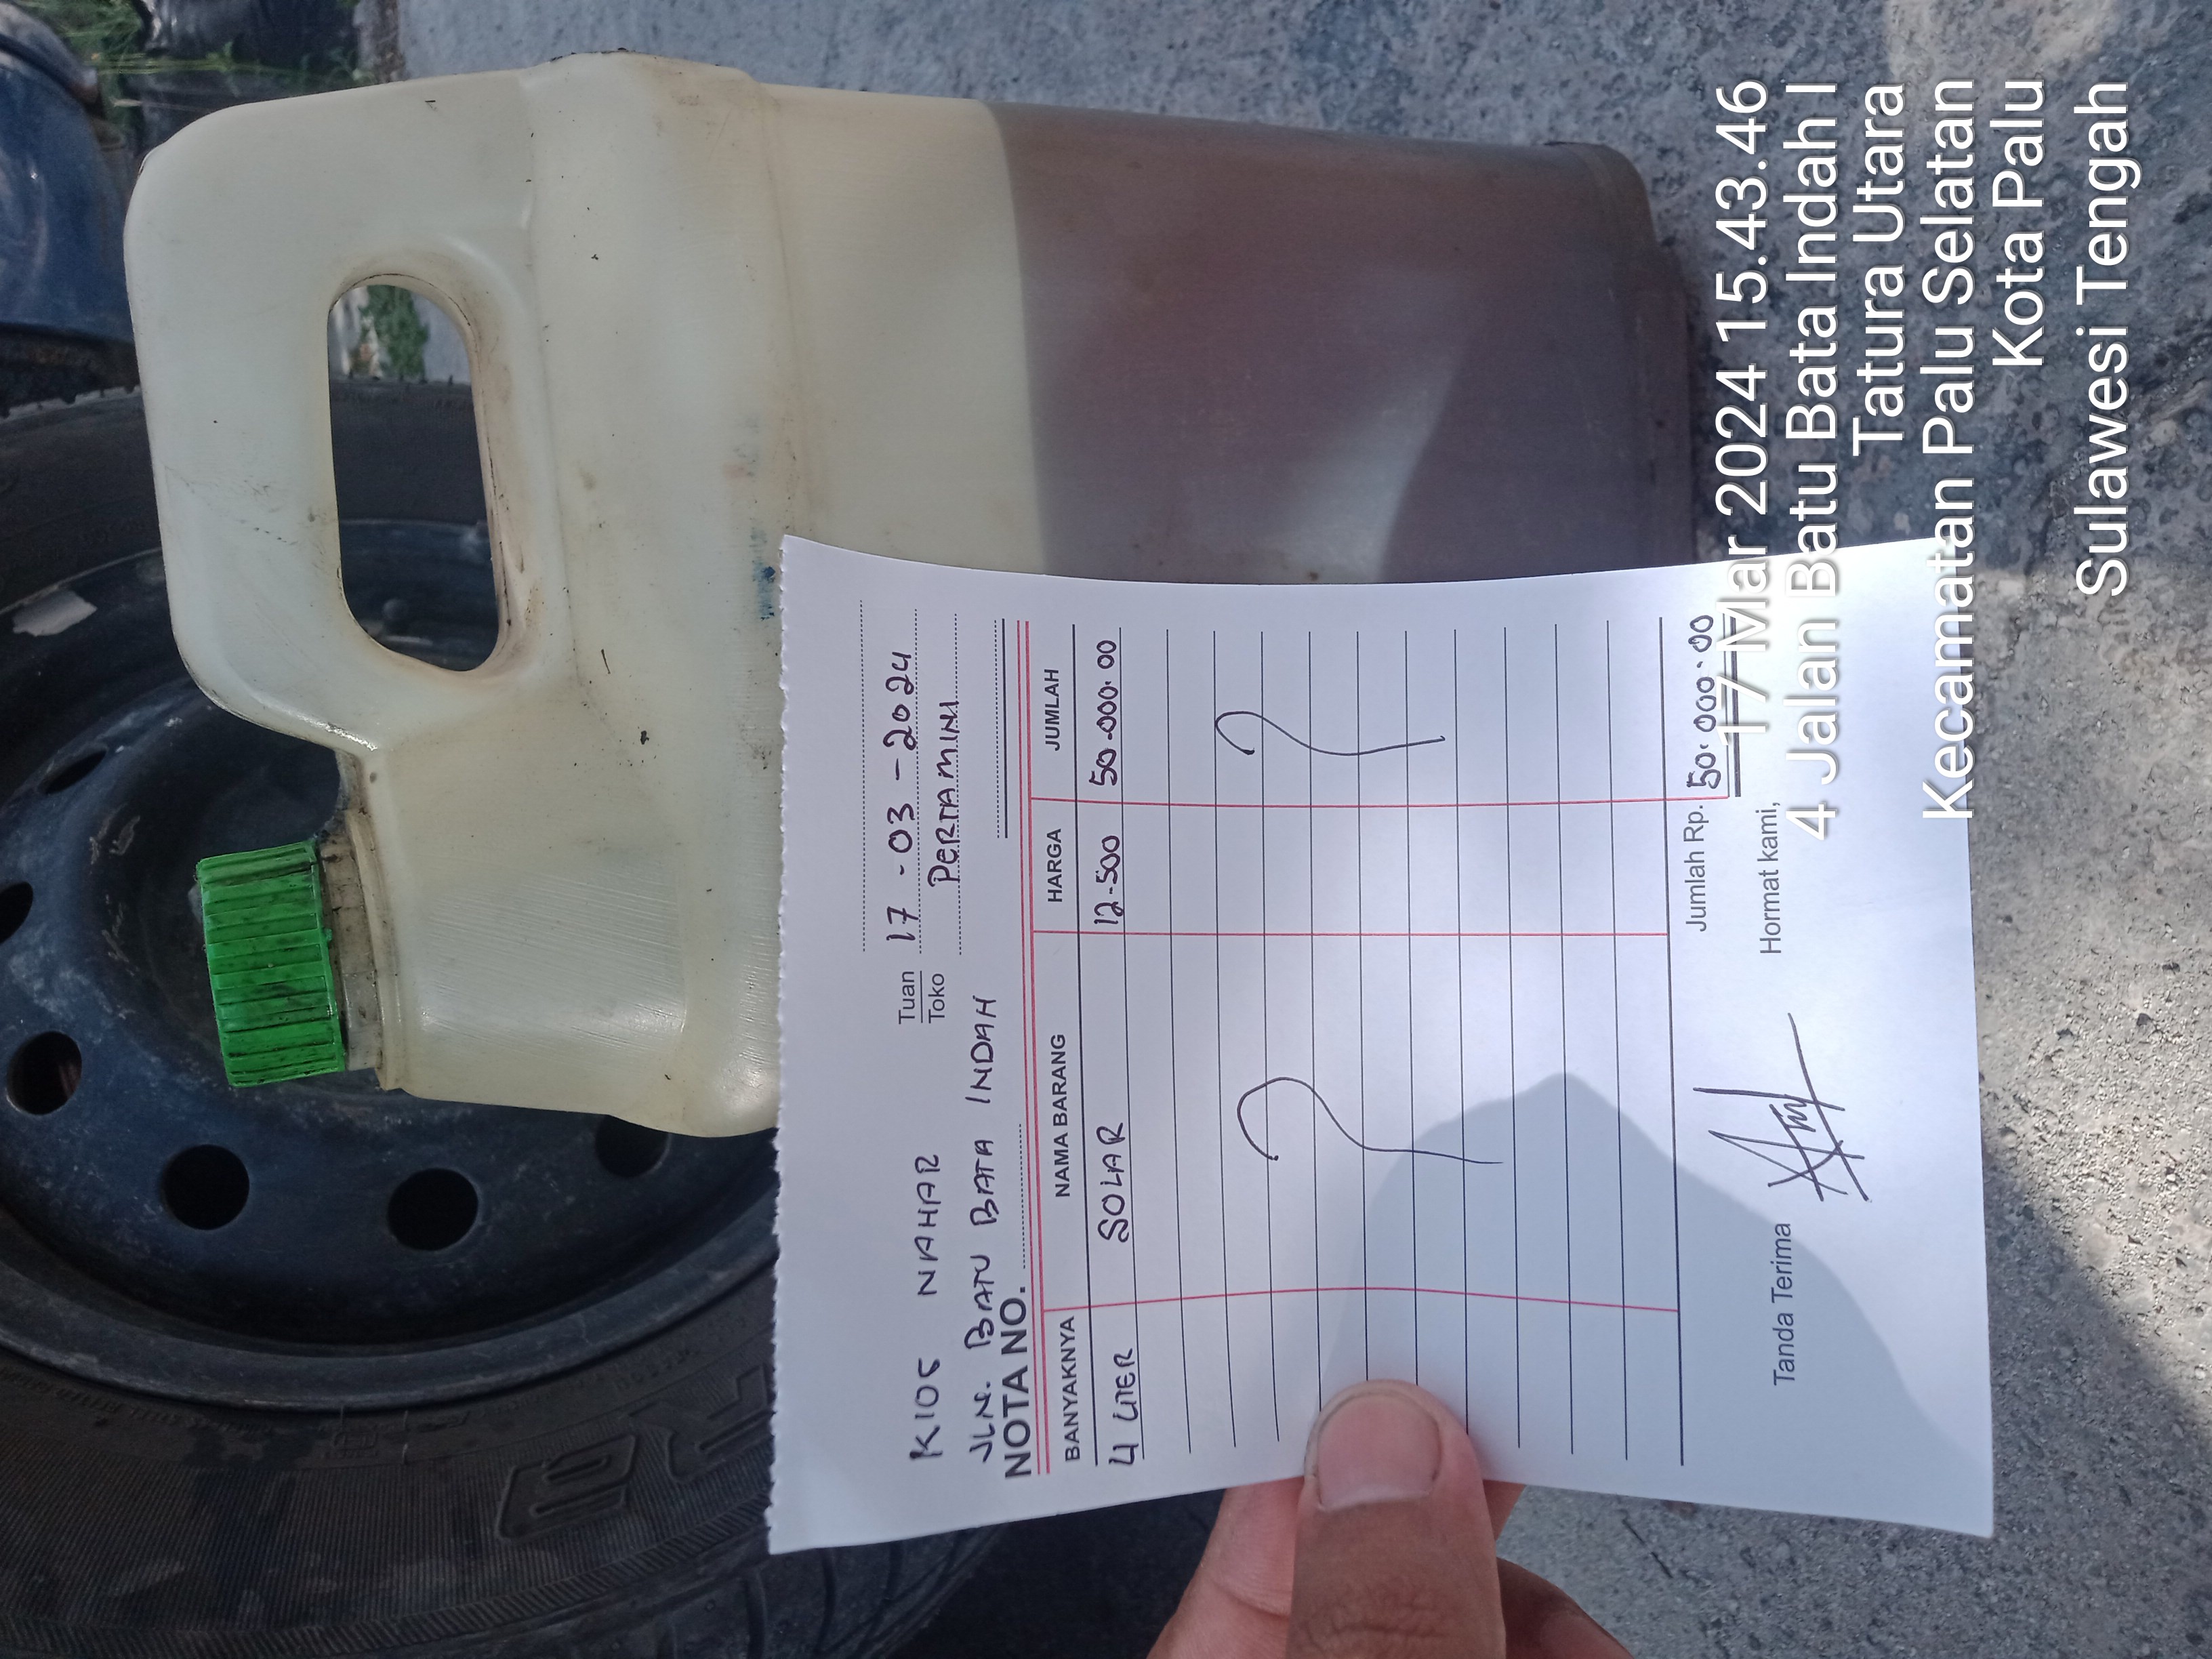 KIOS NAHAR
JLN. BATU BATA INDAH
NOTA NO.
Tuan
Toko
17 - 03 - 2024
PERTAMINI
BANYAKNYA NAMA BARANG HARGA JUMLAH
4 LITER SOLAR 12.500 50.000.00
Jumlah Rp. 50.000.00
Tanda Terima Hormat kami,
17 Mar 2024 15.43.46
4 Jalan Batu Bata Indah I
Tatura Utara
Kecamatan Palu Selatan
Kota Palu
Sulawesi Tengah